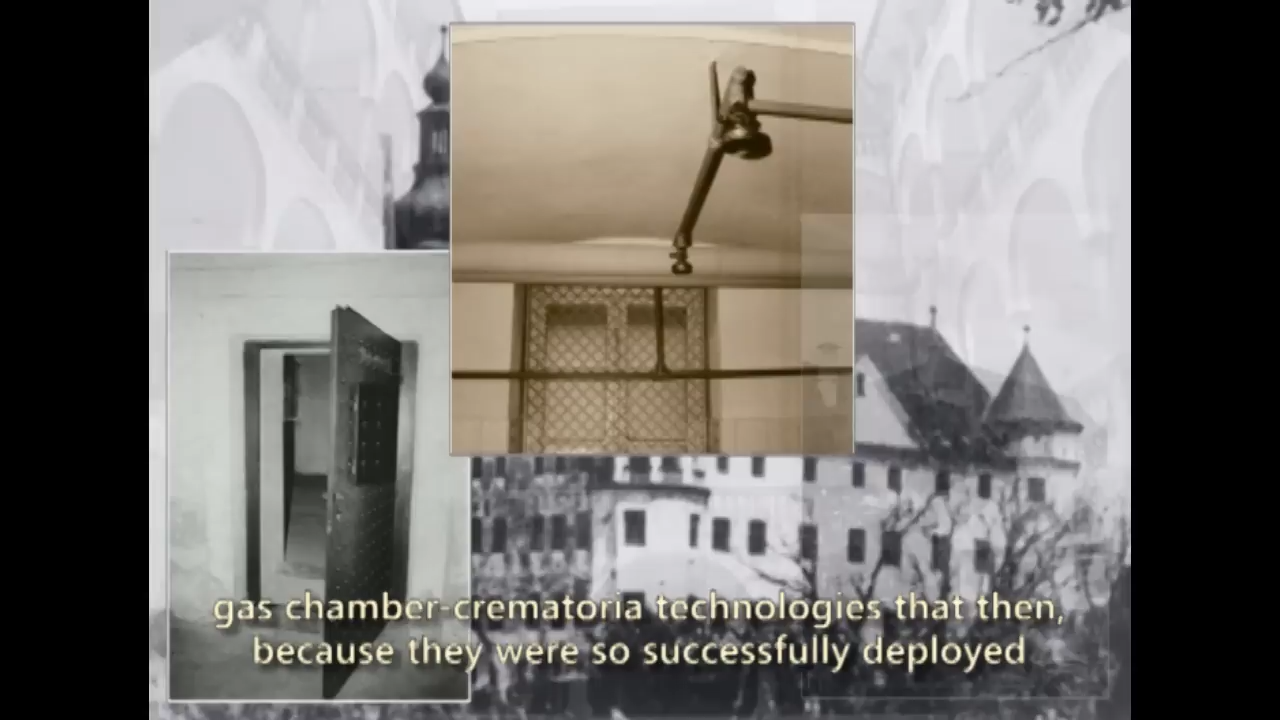 gas chamber-crematoria technologies that then,
because they were so successfully deployed